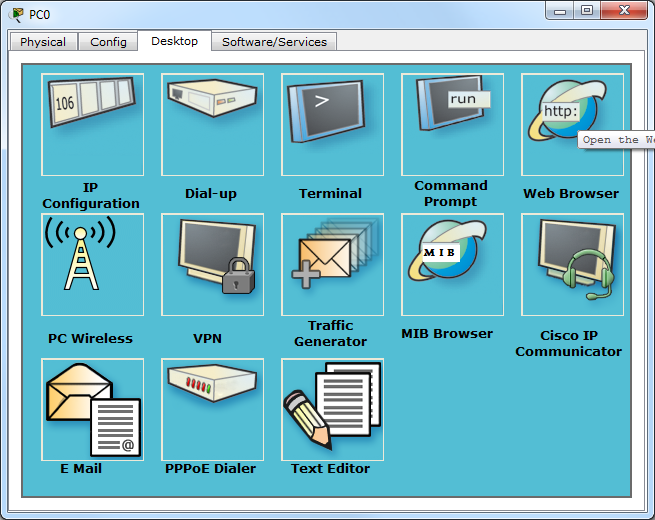 PC0
Physical
Config
Desktop
Software/Services
106
>
run
http:
Open the We
IP
Configuration
Dial-up
Terminal
Command
Prompt
Web Browser
MIB
PC Wireless
VPN
Traffic
Generator
MIB Browser
Cisco IP
Communicator
@
E Mail
PPPoE Dialer
Text Editor